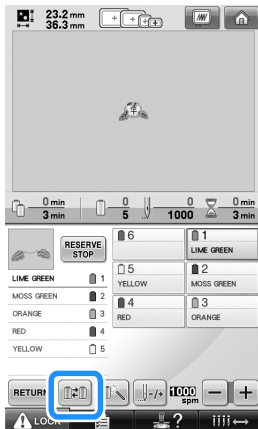 23.2 mm
36.3 mm
0 min
3 min
0
5
0
1000
0 min
3 min
RESERVE
STOP
LIME GREEN 1
MOSS GREEN 2
ORANGE 3
RED 4
YELLOW 5
6
1
LIME GREEN
5
YELLOW
2
MOSS GREEN
4
RED
3
ORANGE
RETURN
-/+
1000
spm
- +
LOCK
?